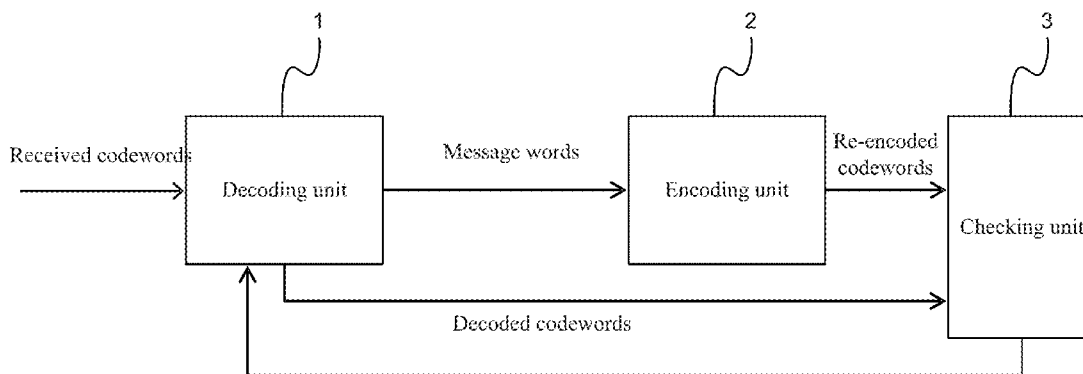 1
2
3
Received codewords
Decoding unit
Message words
Encoding unit
Re-encoded
codewords
Checking unit
Decoded codewords